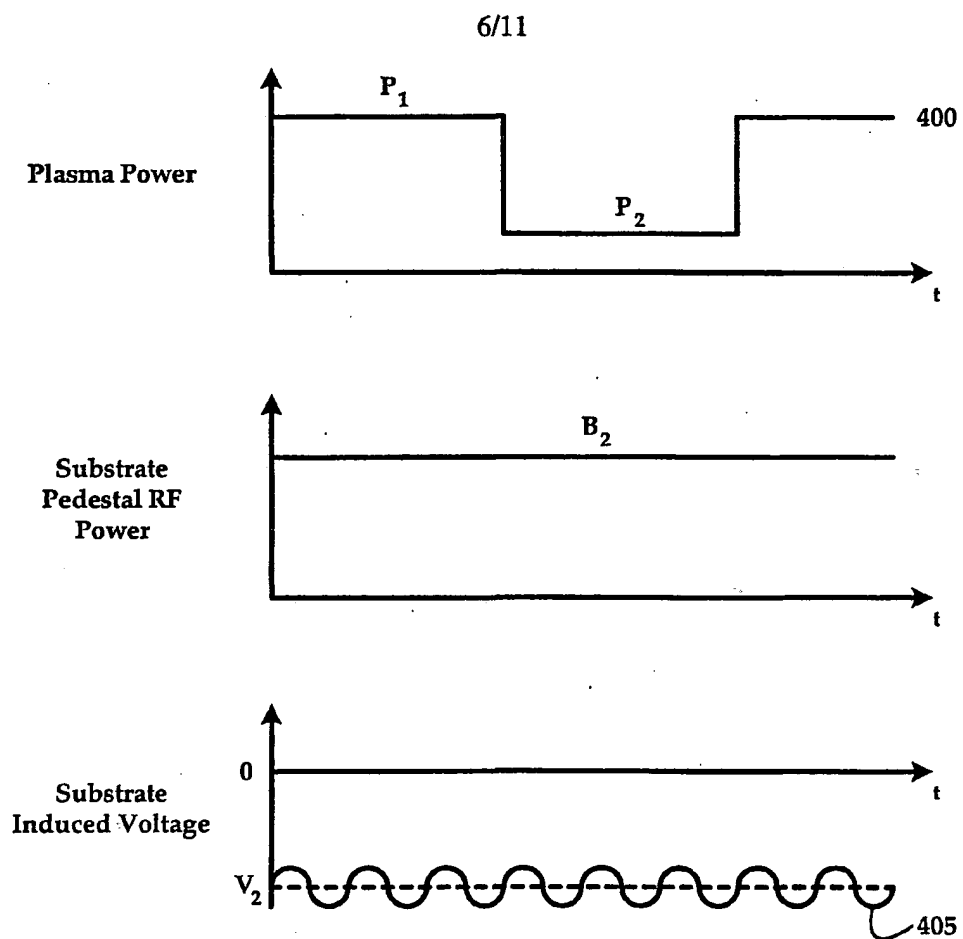 6/11
P1
400
Plasma Power
P2
t
B2
Substrate
Pedestal RF
Power
t
0
t
Substrate
Induced Voltage
V2
405